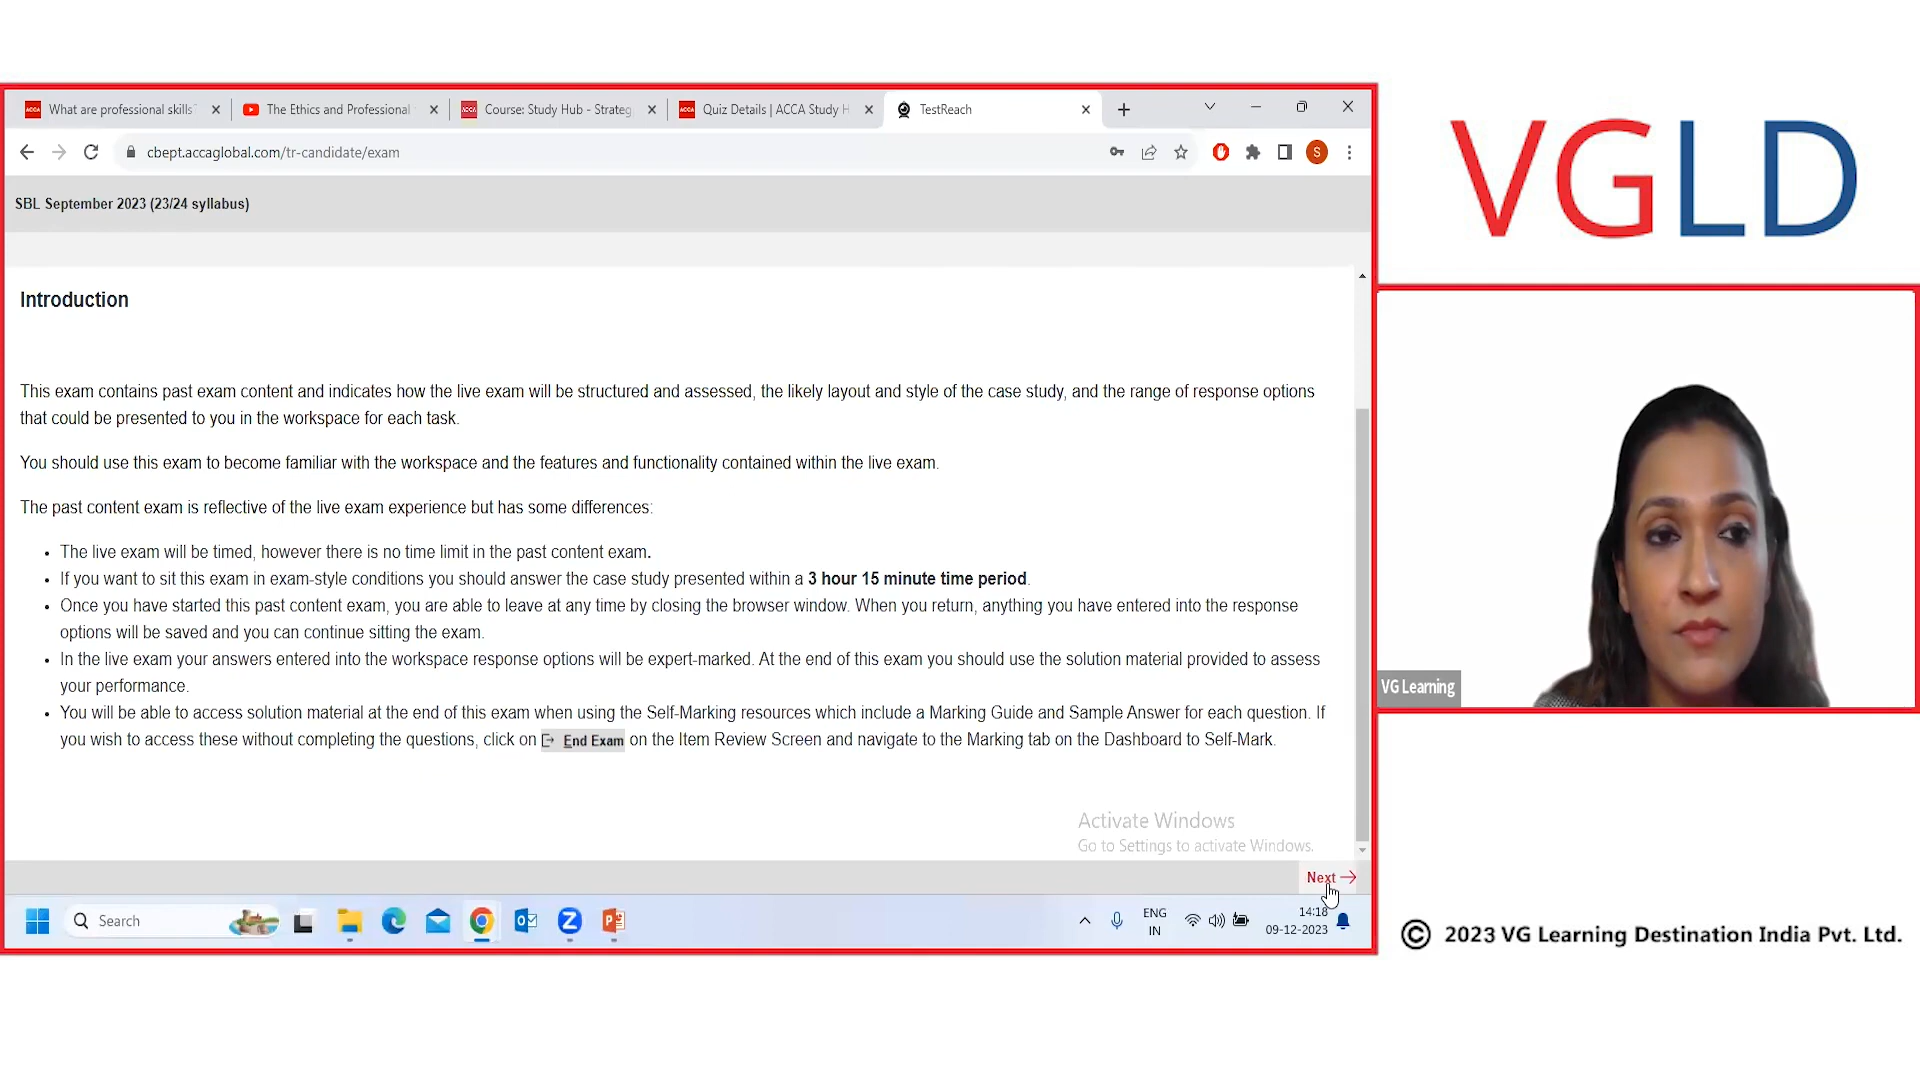 What are professional skills
The Ethics and Professional
ACCA Course: Study Hub - Strateg
ACCA Quiz Details | ACCA Study H
TestReach
cbept.accaglobal.com/tr-candidate/exam
S
SBL September 2023 (23/24 syllabus)
Introduction
This exam contains past exam content and indicates how the live exam will be structured and assessed, the likely layout and style of the case study, and the range of response options
that could be presented to you in the workspace for each task.
You should use this exam to become familiar with the workspace and the features and functionality contained within the live exam.
The past content exam is reflective of the live exam experience but has some differences:
• The live exam will be timed, however there is no time limit in the past content exam.
• If you want to sit this exam in exam-style conditions you should answer the case study presented within a 3 hour 15 minute time period.
• Once you have started this past content exam, you are able to leave at any time by closing the browser window. When you return, anything you have entered into the response
options will be saved and you can continue sitting the exam.
• In the live exam your answers entered into the workspace response options will be expert-marked. At the end of this exam you should use the solution material provided to assess
your performance.
• You will be able to access solution material at the end of this exam when using the Self-Marking resources which include a Marking Guide and Sample Answer for each question. If
you wish to access these without completing the questions, click on End Exam on the Item Review Screen and navigate to the Marking tab on the Dashboard to Self-Mark.
Activate Windows
Go to Settings to activate Windows.
Next
Search
ENG
IN
14:18
09-12-2023
VGLD
VG Learning
© 2023 VG Learning Destination India Pvt. Ltd.